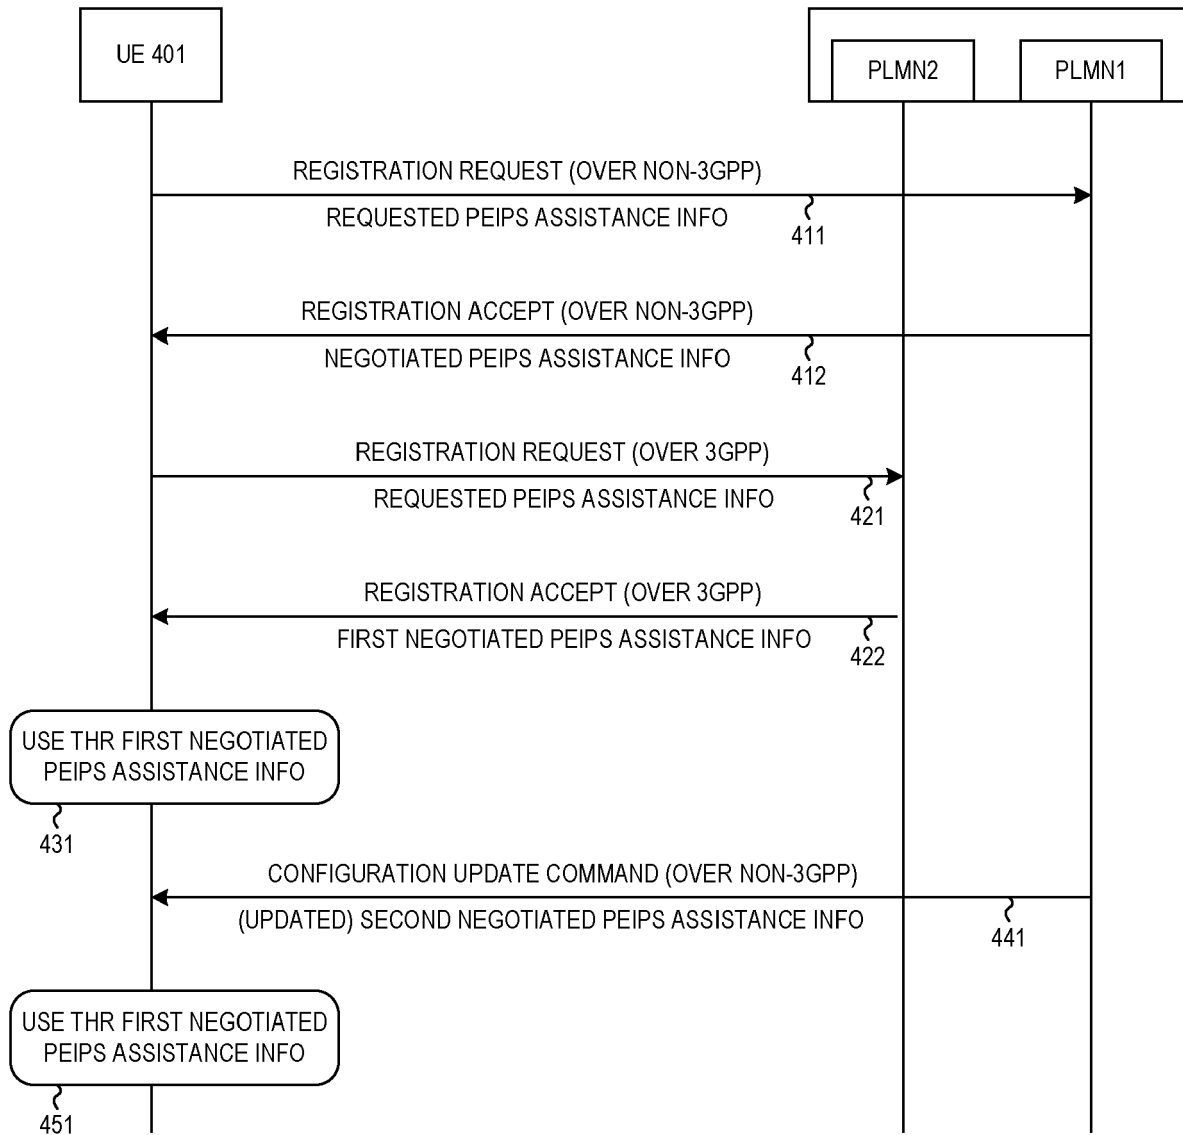 UE 401
PLMN2
PLMN1
REGISTRATION REQUEST (OVER NON-3GPP)
REQUESTED PEIPS ASSISTANCE INFO
411
REGISTRATION ACCEPT (OVER NON-3GPP)
NEGOTIATED PEIPS ASSISTANCE INFO
412
REGISTRATION REQUEST (OVER 3GPP)
REQUESTED PEIPS ASSISTANCE INFO
421
REGISTRATION ACCEPT (OVER 3GPP)
FIRST NEGOTIATED PEIPS ASSISTANCE INFO
422
USE THR FIRST NEGOTIATED
PEIPS ASSISTANCE INFO
431
CONFIGURATION UPDATE COMMAND (OVER NON-3GPP)
(UPDATED) SECOND NEGOTIATED PEIPS ASSISTANCE INFO
441
USE THR FIRST NEGOTIATED
PEIPS ASSISTANCE INFO
451